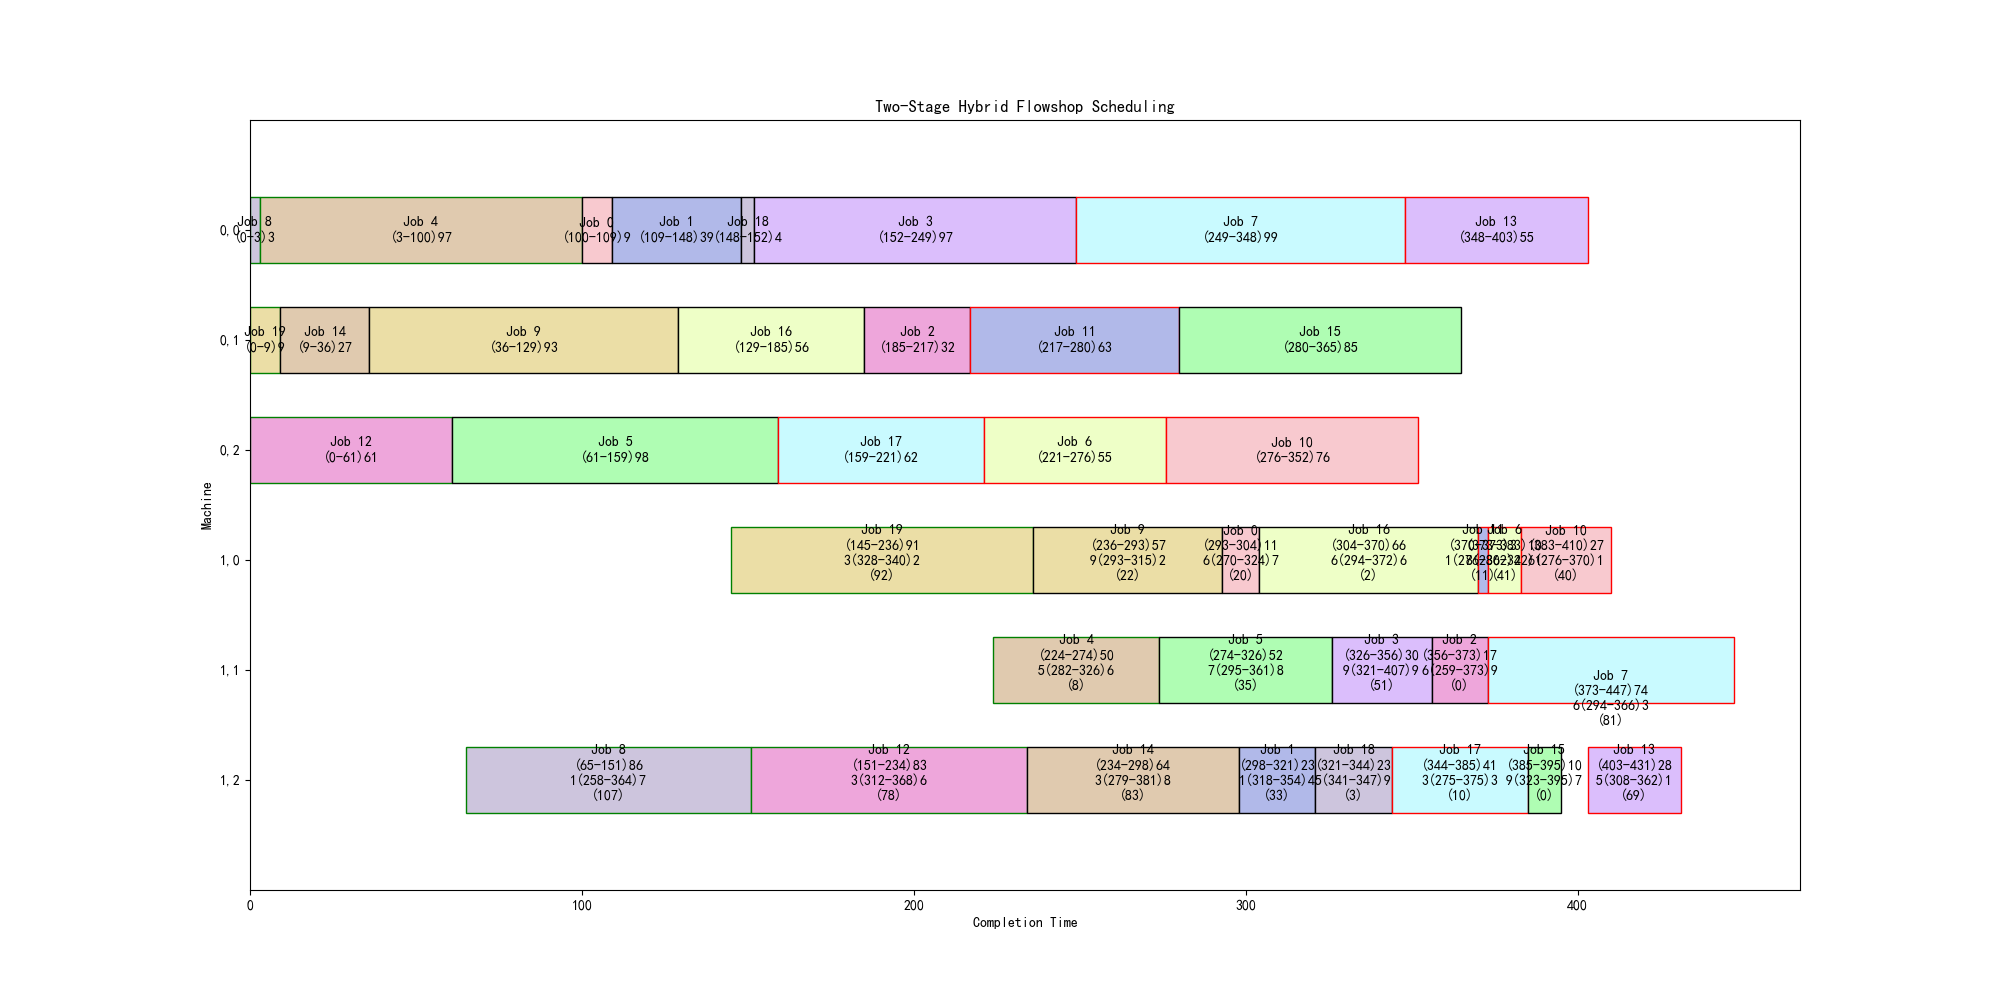 Two-Stage Hybrid Flowshop Scheduling
Machine
0,0
Job 8
(0-3)3
Job 4
(3-100)97
Job 0
(100-109)9
Job 1
(109-148)39
Job 18
(148-152)4
Job 3
(152-249)97
Job 7
(249-348)99
Job 13
(348-403)55
0,1
Job 19
(0-9)9
Job 14
(9-36)27
Job 9
(36-129)93
Job 16
(129-185)56
Job 2
(185-217)32
Job 11
(217-280)63
Job 15
(280-365)85
0,2
Job 12
(0-61)61
Job 5
(61-159)98
Job 17
(159-221)62
Job 6
(221-276)55
Job 10
(276-352)76
1,0
Job 19
(145-236)91
3(328-340)2
(92)
Job 9
(236-293)57
9(293-315)2
(22)
Job 0
(293-304)11
6(270-324)7
(20)
Job 16
(304-370)66
6(294-372)6
(2)
Job 11
(11)
Job 6
(41)
Job 10
(383-410)27
(276-370)1
(40)
1,1
Job 4
(224-274)50
5(282-326)6
(8)
Job 5
(274-326)52
7(295-361)8
(35)
Job 3
(326-356)30
9(321-407)9
(51)
Job 2
(356-373)17
6(259-373)9
(0)
Job 7
(373-447)74
6(294-366)3
(81)
1,2
Job 8
(65-151)86
1(258-364)7
(107)
Job 12
(151-234)83
3(312-368)6
(78)
Job 14
(234-298)64
3(279-381)8
(83)
Job 1
(298-321)23
1(318-354)4
(33)
Job 18
(321-344)23
5(341-347)9
(3)
Job 17
(344-385)41
3(275-375)3
(10)
Job 15
(385-395)10
9(323-395)7
(0)
Job 13
(403-431)28
5(308-362)1
(69)
0
100
200
300
400
Completion Time